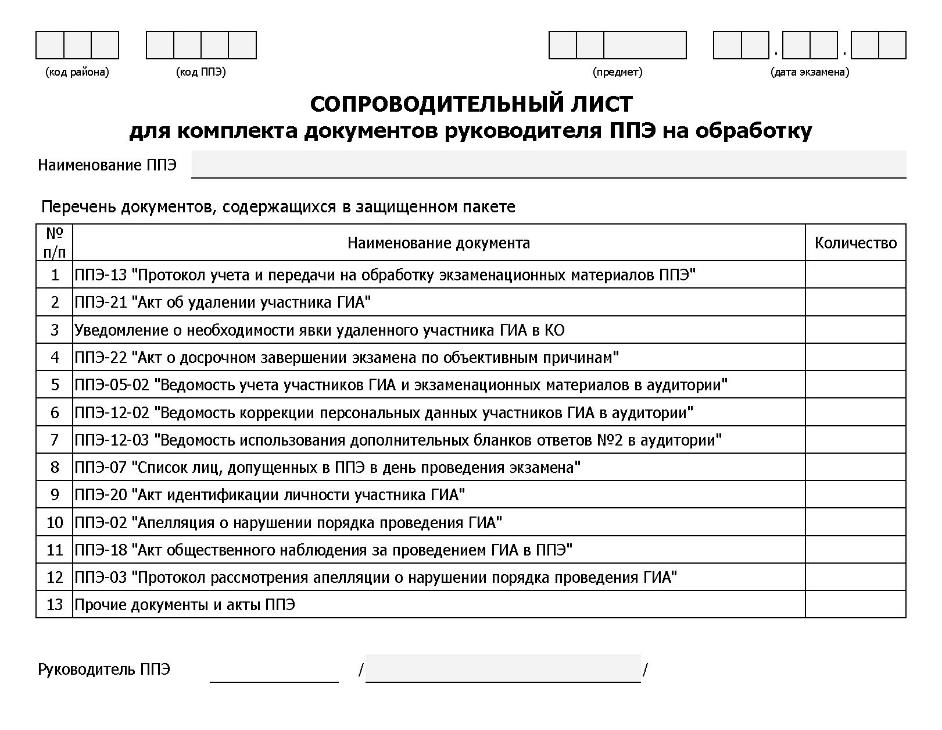 . .
(код района) (код ППЭ) (предмет) (дата экзамена)
СОПРОВОДИТЕЛЬНЫЙ ЛИСТ
для комплекта документов руководителя ППЭ на обработку
Наименование ППЭ
Перечень документов, содержащихся в защищенном пакете
№ п/п Наименование документа Количество
1 ППЭ-13 "Протокол учета и передачи на обработку экзаменационных материалов ППЭ"
2 ППЭ-21 "Акт об удалении участника ГИА"
3 Уведомление о необходимости явки удаленного участника ГИА в КО
4 ППЭ-22 "Акт о досрочном завершении экзамена по объективным причинам"
5 ППЭ-05-02 "Ведомость учета участников ГИА и экзаменационных материалов в аудитории"
6 ППЭ-12-02 "Ведомость коррекции персональных данных участников ГИА в аудитории"
7 ППЭ-12-03 "Ведомость использования дополнительных бланков ответов №2 в аудитории"
8 ППЭ-07 "Список лиц, допущенных в ППЭ в день проведения экзамена"
9 ППЭ-20 "Акт идентификации личности участника ГИА"
10 ППЭ-02 "Апелляция о нарушении порядка проведения ГИА"
11 ППЭ-18 "Акт общественного наблюдения за проведением ГИА в ППЭ"
12 ППЭ-03 "Протокол рассмотрения апелляции о нарушении порядка проведения ГИА"
13 Прочие документы и акты ППЭ
Руководитель ППЭ / /